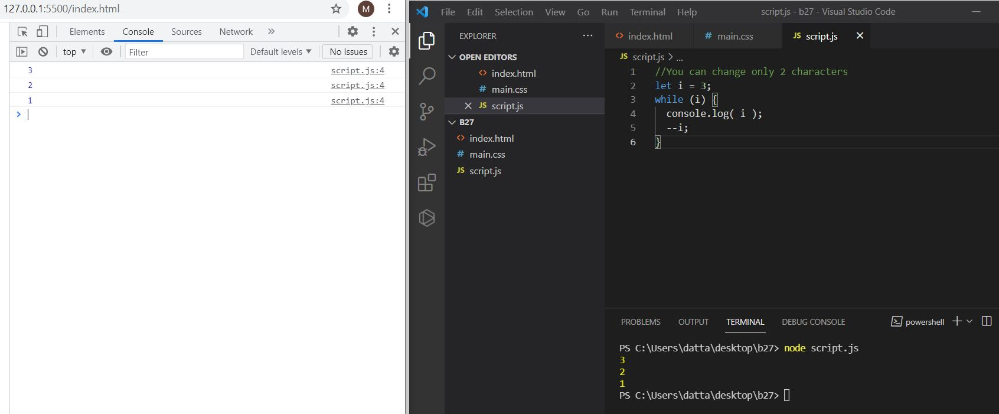 127.0.0.1:5500/index.html
M
Elements Console Sources Network »
top ▼ Filter Default levels ▼ No Issues
3 script.js:4
2 script.js:4
1 script.js:4
>
File Edit Selection View Go Run Terminal Help script.js - b27 - Visual Studio Code
EXPLORER ...
OPEN EDITORS
<> index.html
# main.css
JS script.js
B27
<> index.html
# main.css
JS script.js
<> index.html # main.css JS script.js
JS script.js > ...
1 //You can change only 2 characters
2 let i = 3;
3 while (i) {
4 console.log( i );
5 --i;
6 }
PROBLEMS OUTPUT TERMINAL DEBUG CONSOLE powershell
PS C:\Users\datta\desktop\b27> node script.js
3
2
1
PS C:\Users\datta\desktop\b27>